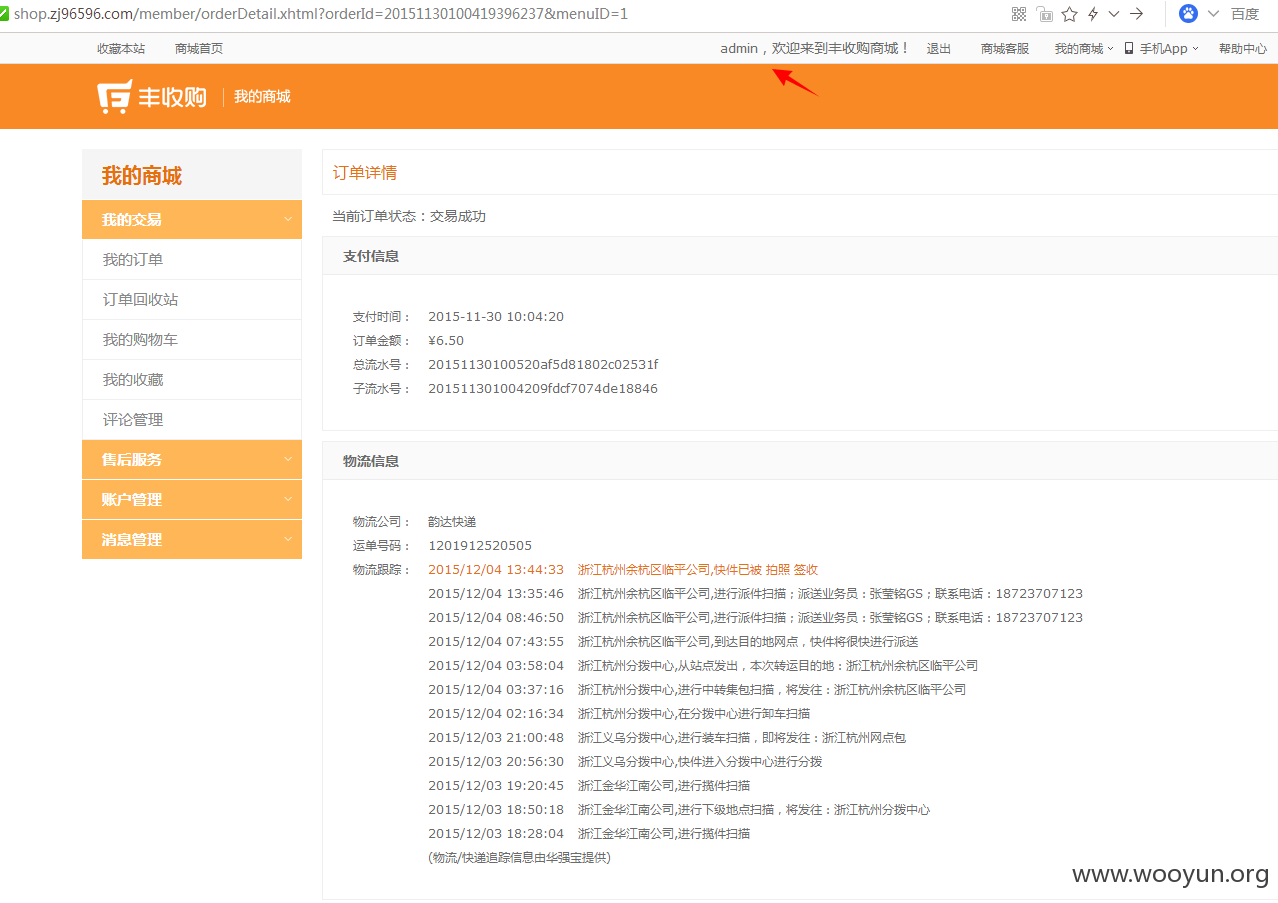 shop.zj96596.com/member/orderDetail.xhtml?orderId=20151130100419396237&menuID=1 百度
收藏本站 商城首页 admin，欢迎来到丰收购商城！ 退出 商城客服 我的商城 手机App 帮助中心
丰收购 我的商城
我的商城
我的交易
我的订单
订单回收站
我的购物车
我的收藏
评论管理
售后服务
账户管理
消息管理
订单详情
当前订单状态：交易成功
支付信息
支付时间： 2015-11-30 10:04:20
订单金额： ¥6.50
总流水号： 20151130100520af5d81802c02531f
子流水号： 201511301004209fdcf7074de18846
物流信息
物流公司： 韵达快递
运单号码： 1201912520505
物流跟踪： 2015/12/04 13:44:33 浙江杭州余杭区临平公司,快件已被 拍照 签收
2015/12/04 13:35:46 浙江杭州余杭区临平公司,进行派件扫描；派送业务员：张莹铭GS；联系电话：18723707123
2015/12/04 08:46:50 浙江杭州余杭区临平公司,进行派件扫描；派送业务员：张莹铭GS；联系电话：18723707123
2015/12/04 07:43:55 浙江杭州余杭区临平公司,到达目的地网点，快件将很快进行派送
2015/12/04 03:58:04 浙江杭州分拨中心,从站点发出，本次转运目的地：浙江杭州余杭区临平公司
2015/12/04 03:37:16 浙江杭州分拨中心,进行中转集包扫描，将发往：浙江杭州余杭区临平公司
2015/12/04 02:16:34 浙江杭州分拨中心,在分拨中心进行卸车扫描
2015/12/03 21:00:48 浙江义乌分拨中心,进行装车扫描，即将发往：浙江杭州网点包
2015/12/03 20:56:30 浙江义乌分拨中心,快件进入分拨中心进行分拨
2015/12/03 19:20:45 浙江金华江南公司,进行揽件扫描
2015/12/03 18:50:18 浙江金华江南公司,进行下级地点扫描，将发往：浙江杭州分拨中心
2015/12/03 18:28:04 浙江金华江南公司,进行揽件扫描
(物流/快递追踪信息由华强宝提供)
www.wooyun.org